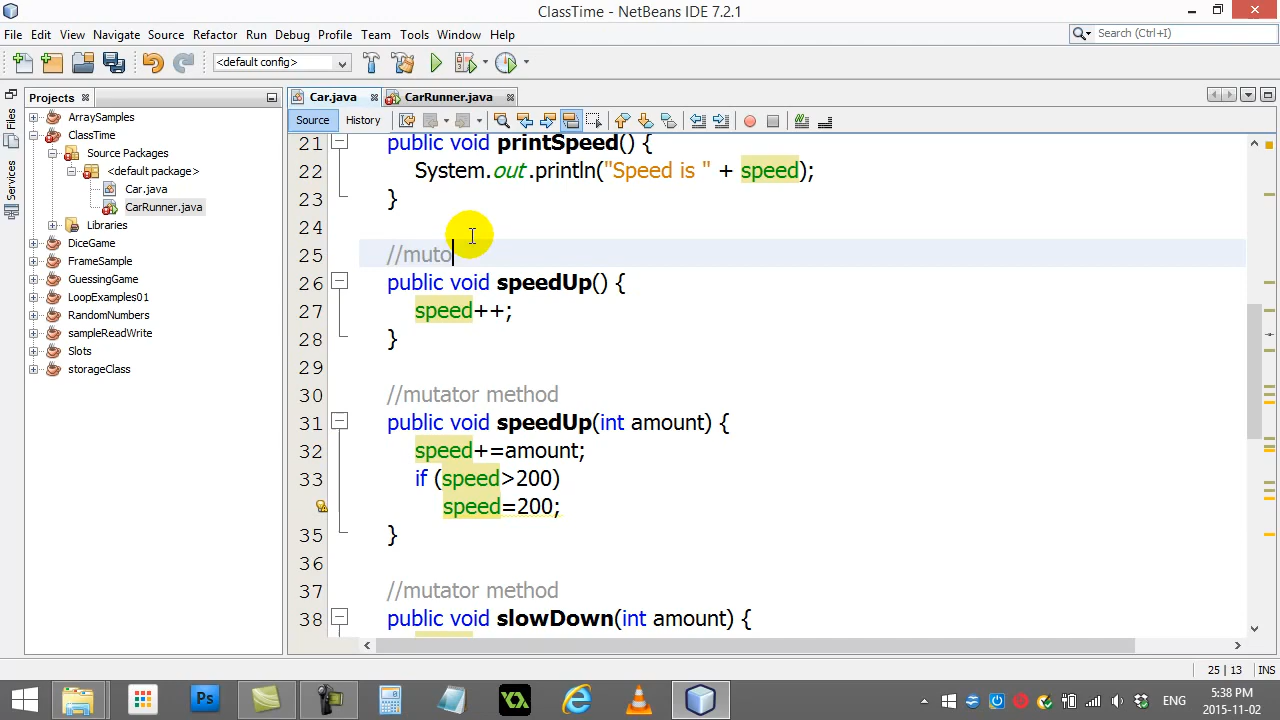 ClassTime - NetBeans IDE 7.2.1
File Edit View Navigate Source Refactor Run Debug Profile Team Tools Window Help
Search (Ctrl+I)
<default config>
Projects
Files
Services
ArraySamples
ClassTime
Source Packages
<default package>
Car.java
CarRunner.java
Libraries
DiceGame
FrameSample
GuessingGame
LoopExamples01
RandomNumbers
sampleReadWrite
Slots
storageClass
Car.java CarRunner.java
Source History
21 public void printSpeed() {
22 System.out.println("Speed is " + speed);
23 }
24
25 //muto
26 public void speedUp() {
27 speed++;
28 }
29
30 //mutator method
31 public void speedUp(int amount) {
32 speed+=amount;
33 if (speed>200)
speed=200;
35 }
36
37 //mutator method
38 public void slowDown(int amount) {
25 | 13 INS
Ps
ENG
5:38 PM
2015-11-02